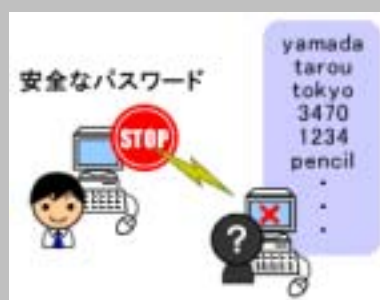 安全なパスワード
STOP
?
yamada
tarou
tokyo
3470
1234
pencil
・
・
・